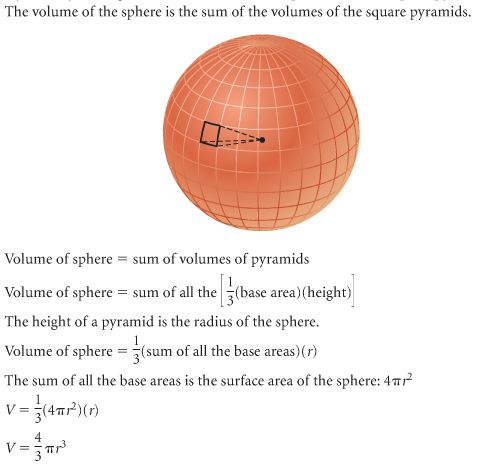 The volume of the sphere is the sum of the volumes of the square pyramids.
Volume of sphere = sum of volumes of pyramids
Volume of sphere = sum of all the [1/3(base area)(height)]
The height of a pyramid is the radius of the sphere.
Volume of sphere = 1/3(sum of all the base areas)(r)
The sum of all the base areas is the surface area of the sphere: 4πr²
V = 1/3(4πr²)(r)
V = 4/3 πr³